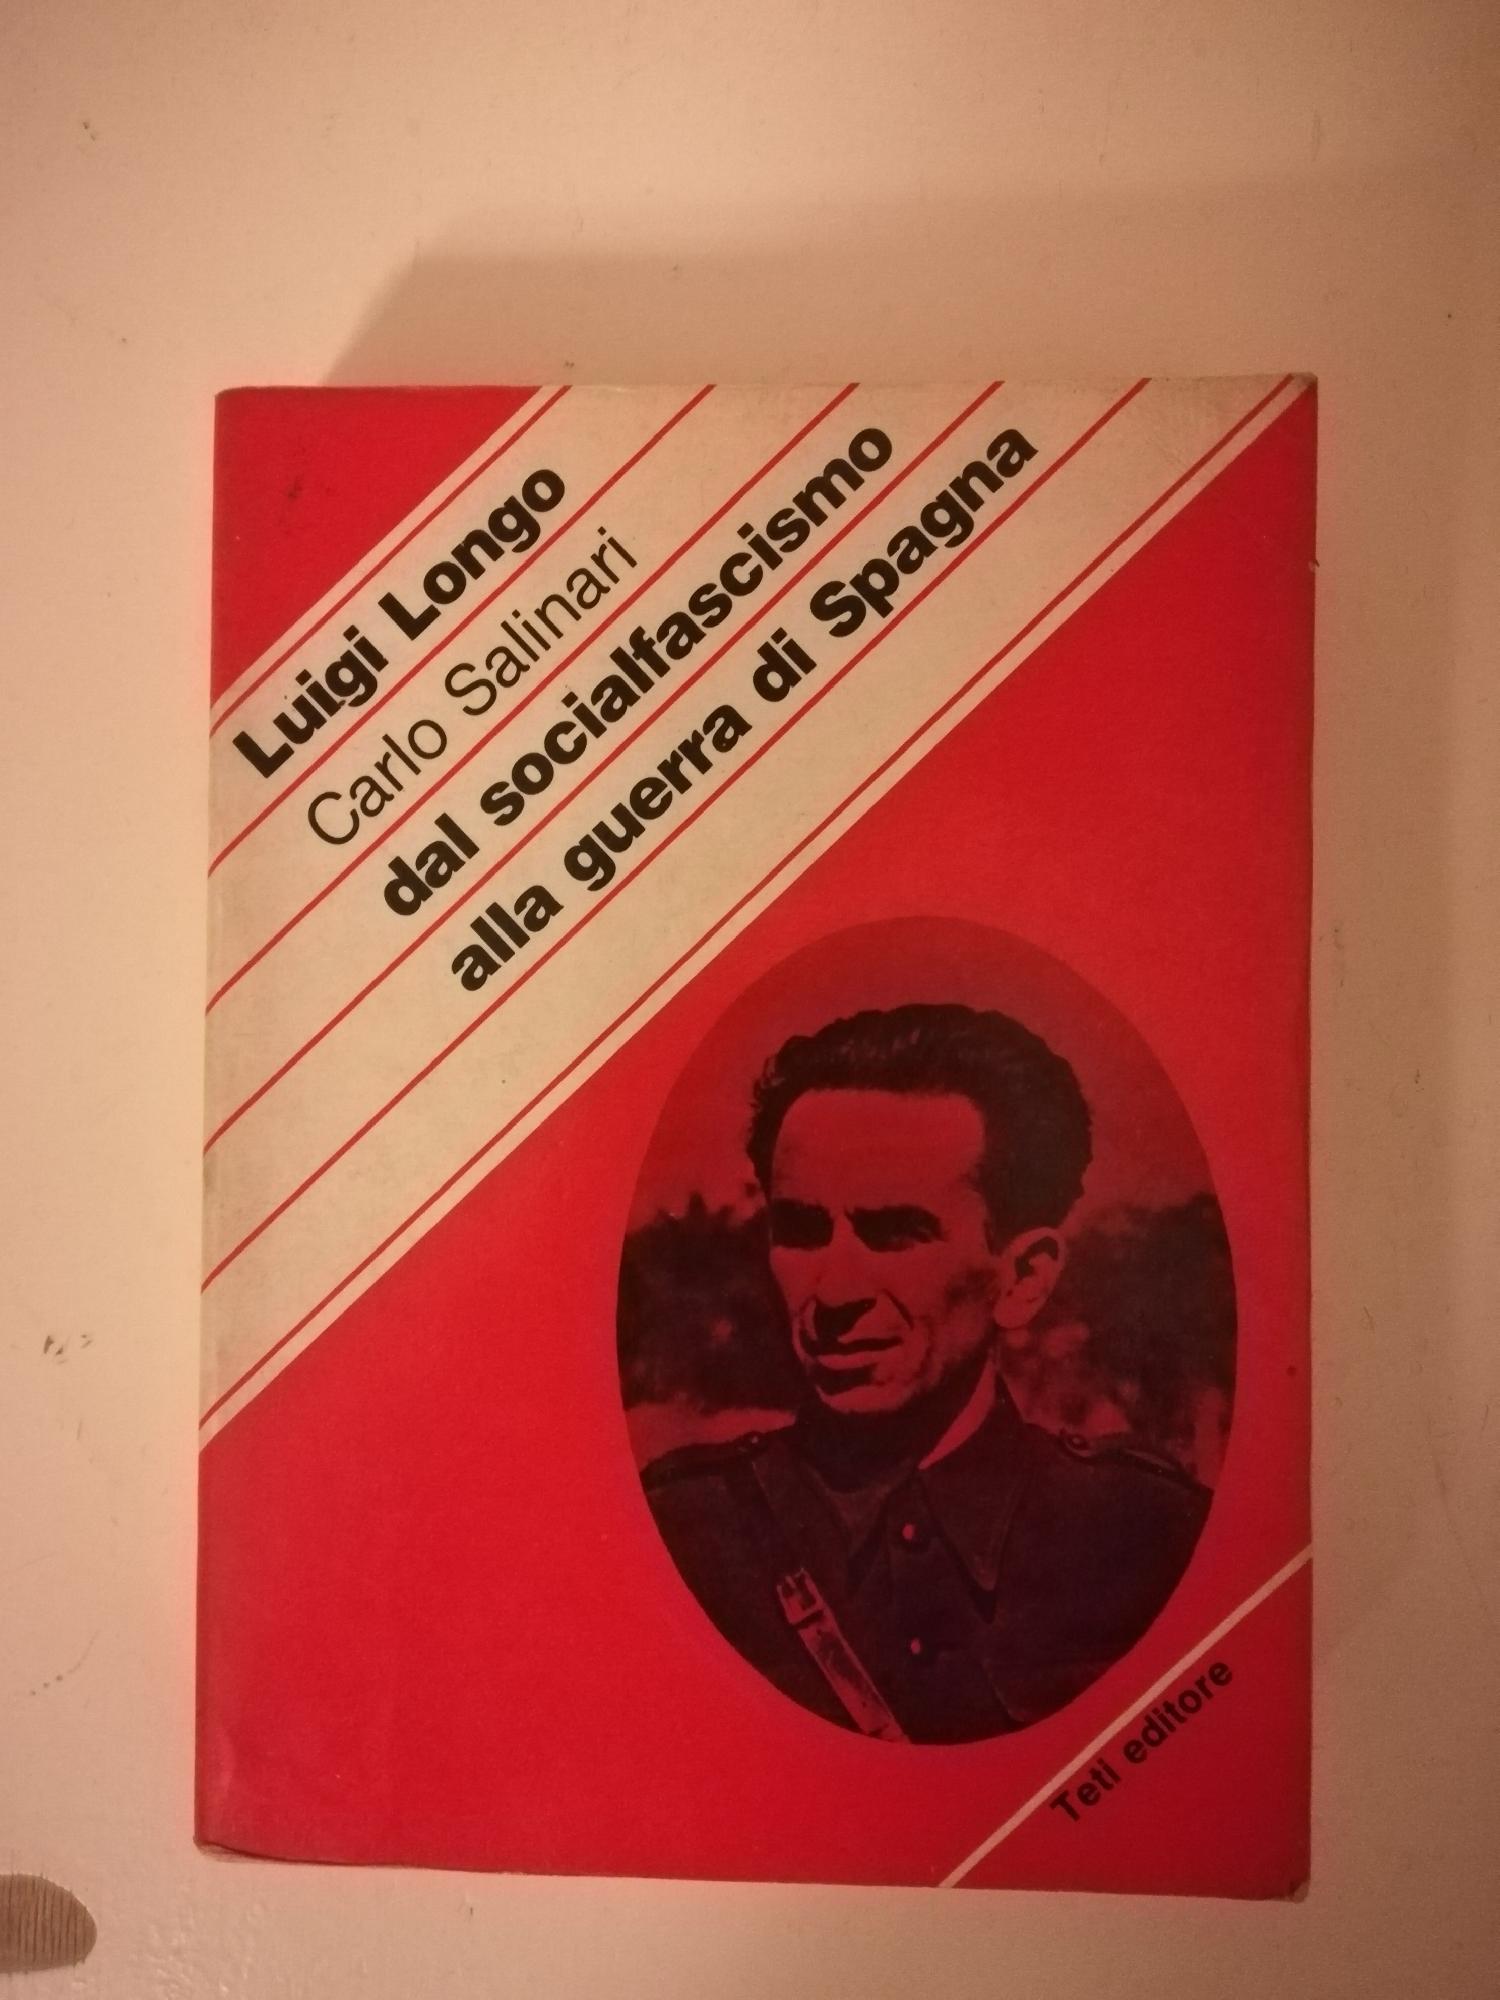 Luigi Longo
Carlo Salinari
dal socialfascismo
alla guerra di Spagna
Teti editore